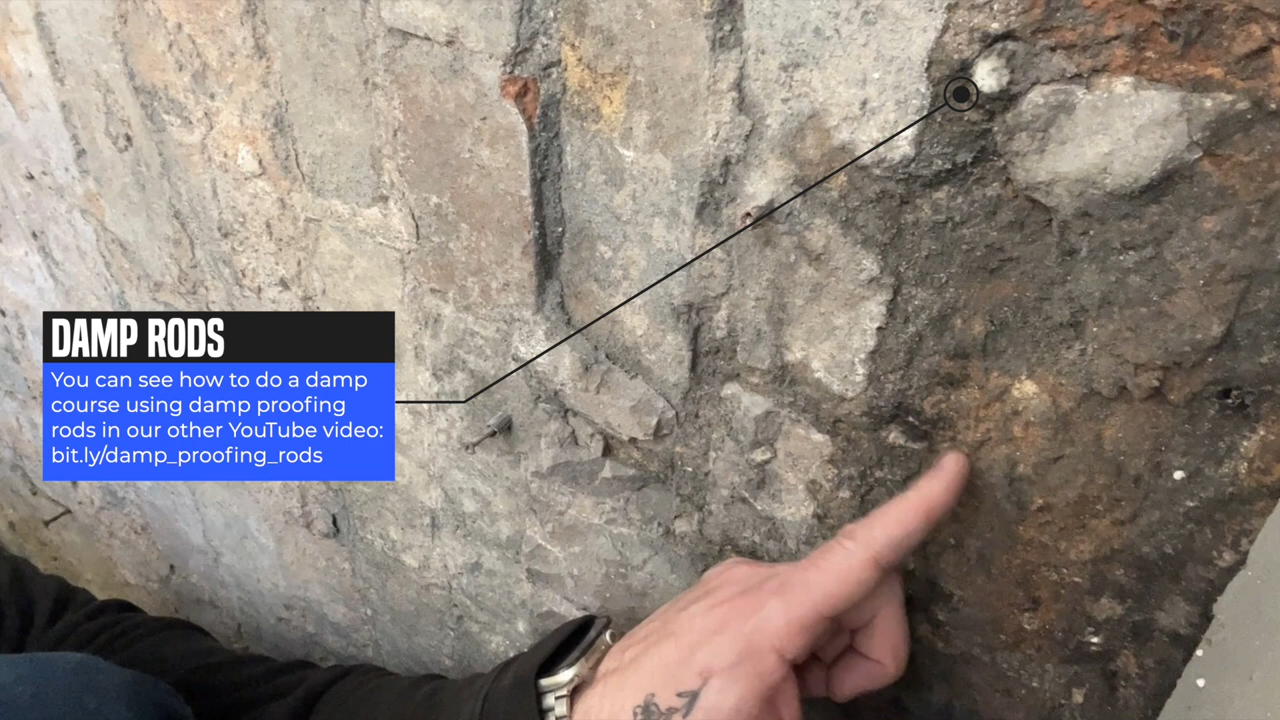 DAMP RODS
You can see how to do a damp
course using damp proofing
rods in our other YouTube video:
bit.ly/damp_proofing_rods